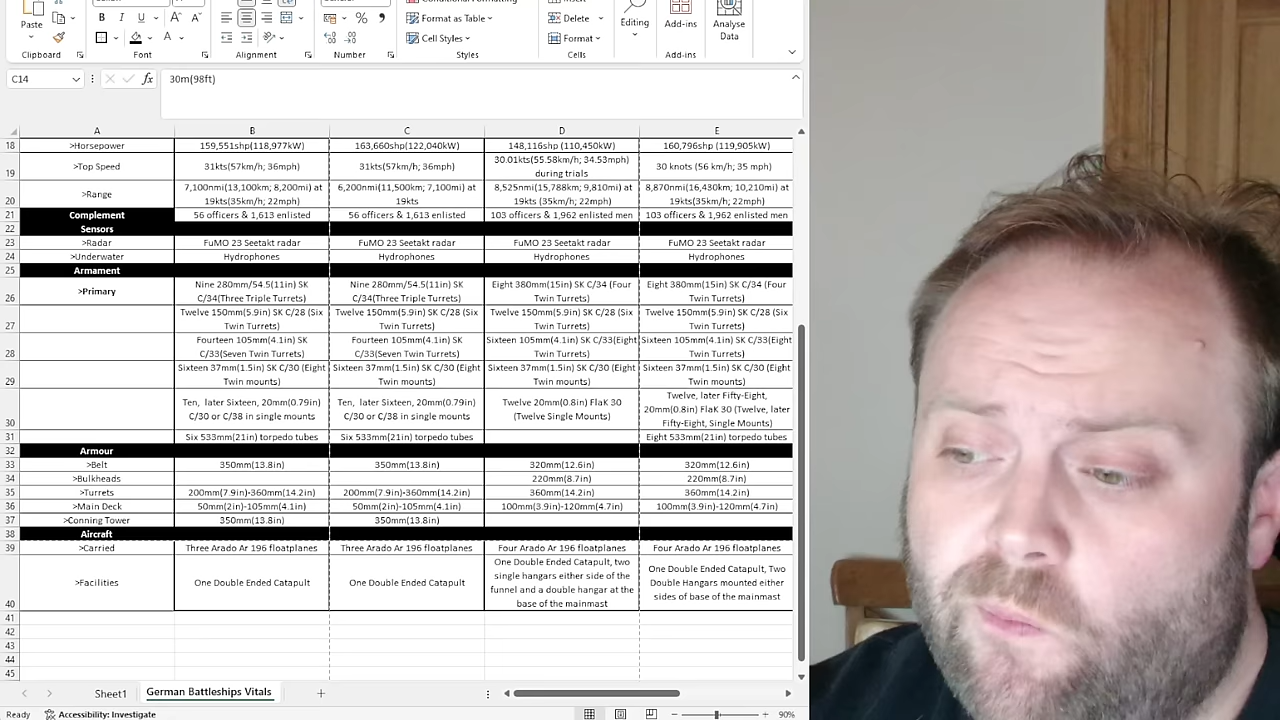 Paste
Clipboard
B I U
Font
Alignment
% 9
Number
Format as Table
Cell Styles
Styles
Delete
Format
Cells
Editing
Add-ins
Add-ins
Analyse
Data
C14
fx
30m(98ft)
A B C D E
18 >Horsepower 159,551shp(118,977kW) 163,660shp(122,040kW) 148,116shp (110,450kW) 160,796shp (119,905kW)
19 >Top Speed 31kts(57km/h; 36mph) 31kts(57km/h; 36mph) 30.01kts(55.58km/h; 34.53mph) during trials 30 knots (56 km/h; 35 mph)
20 >Range 7,100nmi(13,100km; 8,200mi) at 19kts(35km/h; 22mph) 6,200nmi(11,500km; 7,100mi) at 19kts 8,525nmi(15,788km; 9,810mi) at 19kts (35km/h; 22mph) 8,870nmi(16,430km; 10,210mi) at 19kts(35km/h; 22mph)
21 Complement 56 officers & 1,613 enlisted 56 officers & 1,613 enlisted 103 officers & 1,962 enlisted men 103 officers & 1,962 enlisted men
22 Sensors
23 >Radar FuMO 23 Seetakt radar FuMO 23 Seetakt radar FuMO 23 Seetakt radar FuMO 23 Seetakt radar
24 >Underwater Hydrophones Hydrophones Hydrophones Hydrophones
25 Armament
26 >Primary Nine 280mm/54.5(11in) SK C/34(Three Triple Turrets) Nine 280mm/54.5(11in) SK C/34(Three Triple Turrets) Eight 380mm(15in) SK C/34 (Four Twin Turrets) Eight 380mm(15in) SK C/34 (Four Twin Turrets)
27 Twelve 150mm(5.9in) SK C/28 (Six Twin Turrets) Twelve 150mm(5.9in) SK C/28 (Six Twin Turrets) Twelve 150mm(5.9in) SK C/28 (Six Twin Turrets) Twelve 150mm(5.9in) SK C/28 (Six Twin Turrets)
28 Fourteen 105mm(4.1in) SK C/33(Seven Twin Turrets) Fourteen 105mm(4.1in) SK C/33(Seven Twin Turrets) Sixteen 105mm(4.1in) SK C/33(Eight Twin Turrets) Sixteen 105mm(4.1in) SK C/33(Eight Twin Turrets)
29 Sixteen 37mm(1.5in) SK C/30 (Eight Twin mounts) Sixteen 37mm(1.5in) SK C/30 (Eight Twin mounts) Sixteen 37mm(1.5in) SK C/30 (Eight Twin mounts) Sixteen 37mm(1.5in) SK C/30 (Eight Twin mounts)
30 Ten, later Sixteen, 20mm(0.79in) C/30 or C/38 in single mounts Ten, later Sixteen, 20mm(0.79in) C/30 or C/38 in single mounts Twelve 20mm(0.8in) FlaK 30 (Twelve Single Mounts) Twelve, later Fifty-Eight, 20mm(0.8in) FlaK 30 (Twelve, later Fifty-Eight, Single Mounts)
31 Six 533mm(21in) torpedo tubes Six 533mm(21in) torpedo tubes Eight 533mm(21in) torpedo tubes
32 Armour
33 >Belt 350mm(13.8in) 350mm(13.8in) 320mm(12.6in) 320mm(12.6in)
34 >Bulkheads 220mm(8.7in) 220mm(8.7in)
35 >Turrets 200mm(7.9in)-360mm(14.2in) 200mm(7.9in)-360mm(14.2in) 360mm(14.2in) 360mm(14.2in)
36 >Main Deck 50mm(2in)-105mm(4.1in) 50mm(2in)-105mm(4.1in) 100mm(3.9in)-120mm(4.7in) 100mm(3.9in)-120mm(4.7in)
37 >Conning Tower 350mm(13.8in) 350mm(13.8in)
38 Aircraft
39 >Carried Three Arado Ar 196 floatplanes Three Arado Ar 196 floatplanes Four Arado Ar 196 floatplanes Four Arado Ar 196 floatplanes
40 >Facilities One Double Ended Catapult One Double Ended Catapult One Double Ended Catapult, two single hangars either side of the funnel and a double hangar at the base of the mainmast One Double Ended Catapult, Two Double Hangars mounted either sides of base of the mainmast
41
42
43
44
45
Sheet1 German Battleships Vitals
Ready Accessibility: Investigate 90%